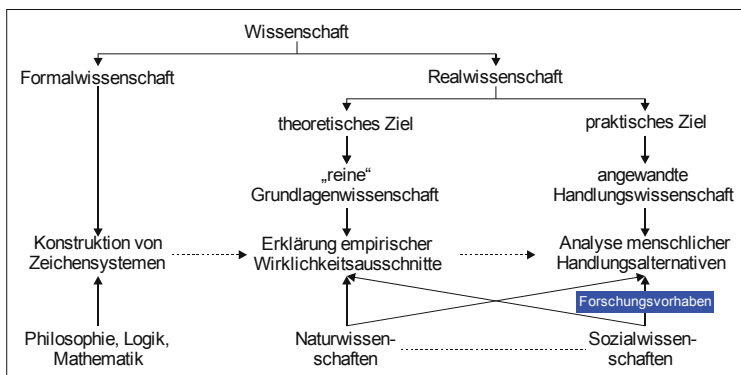 Wissenschaft
Formalwissenschaft
Realwissenschaft
theoretisches Ziel
praktisches Ziel
„reine“
Grundlagenwissenschaft
angewandte
Handlungswissenschaft
Konstruktion von
Zeichensystemen
Erklärung empirischer
Wirklichkeitsausschnitte
Analyse menschlicher
Handlungsalternativen
Forschungsvorhaben
Philosophie, Logik,
Mathematik
Naturwissen-
schaften
Sozialwissen-
schaften